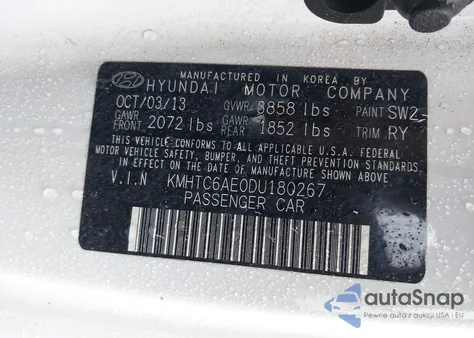 MANUFACTURED IN KOREA BY
HYUNDAI MOTOR COMPANY
OCT/03/13 GVWR 3858 lbs PAINT SW2
GAWR FRONT 2072 lbs GAWR REAR 1852 lbs TRIM RY
THIS VEHICLE CONFORMS TO ALL APPLICABLE U.S.A. FEDERAL
MOTOR VEHICLE SAFETY, BUMPER, AND THEFT PREVENTION STANDARDS
IN EFFECT ON THE DATE OF MANUFACTURE SHOWN ABOVE.
V.I.N KMHTC6AE0DU180267
PASSENGER CAR
autoSnap
Pewne auto z aukcji USA i EU